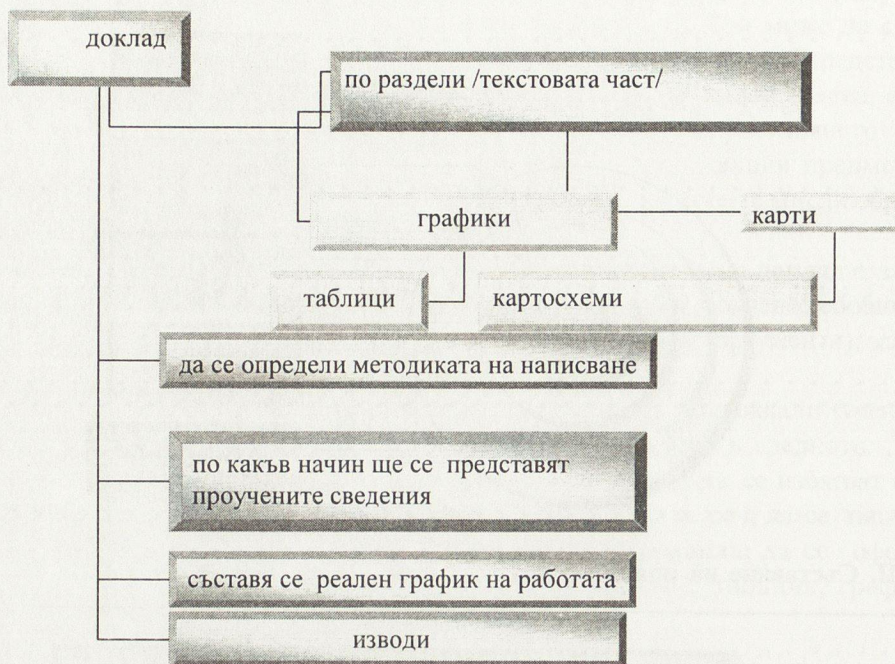 доклад
по раздели /текстовата част/
графики
карти
таблици
картосхеми
да се определи методиката на написване
по какъв начин ще се представят
проучените сведения
съставя се реален график на работата
изводи